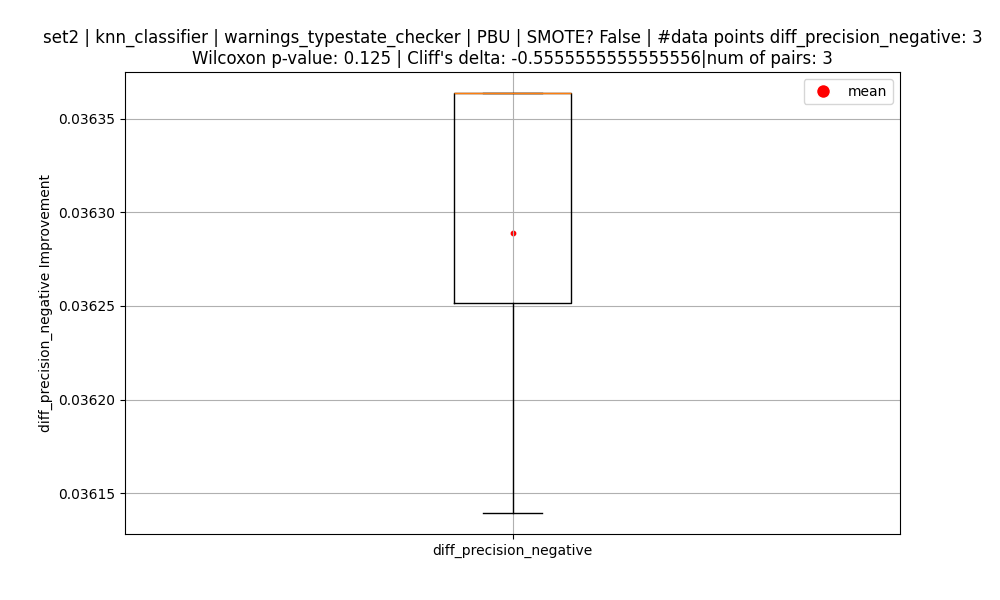 set2 | knn_classifier | warnings_typestate_checker | PBU | SMOTE? False | #data points diff_precision_negative: 3
Wilcoxon p-value: 0.125 | Cliff's delta: -0.5555555555555556|num of pairs: 3
mean
0.03635
0.03630
0.03625
0.03620
0.03615
diff_precision_negative Improvement
diff_precision_negative